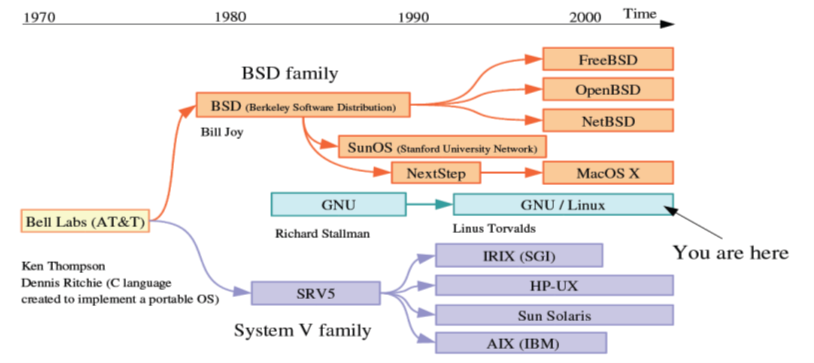 1970 1980 1990 2000 Time
BSD family
FreeBSD
OpenBSD
BSD (Berkeley Software Distribution)
NetBSD
Bill Joy
SunOS (Stanford University Network)
NextStep
MacOS X
GNU
GNU / Linux
Bell Labs (AT&T)
Richard Stallman
Linus Torvalds
You are here
IRIX (SGI)
Ken Thompson
Dennis Ritchie (C language
created to implement a portable OS)
SRV5
HP-UX
Sun Solaris
System V family
AIX (IBM)